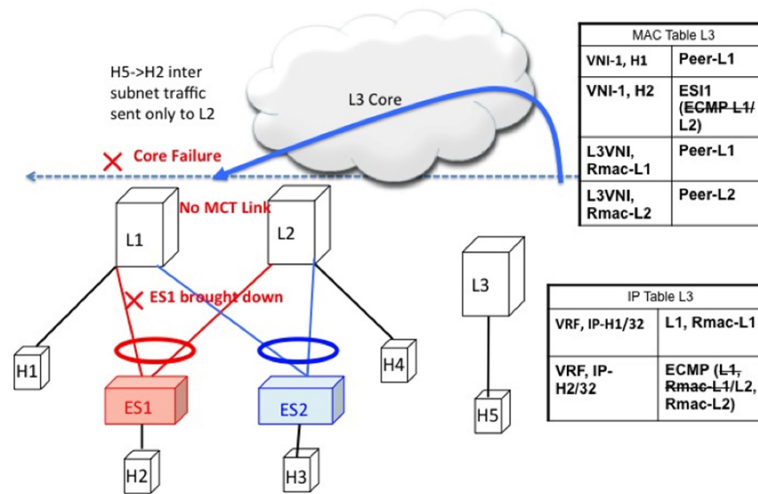 H5->H2 inter
subnet traffic
sent only to L2
L3 Core
Core Failure
No MCT Link
L1
L2
L3
ES1 brought down
H1
H4
ES1
ES2
H5
H2
H3
MAC Table L3
VNI-1, H1 Peer-L1
VNI-1, H2 ESI1
(ECMP L1/
L2)
L3VNI, Peer-L1
Rmac-L1
L3VNI, Peer-L2
Rmac-L2
IP Table L3
VRF, IP-H1/32 L1, Rmac-L1
VRF, IP- ECMP (L1,
H2/32 Rmac-L1/L2,
Rmac-L2)